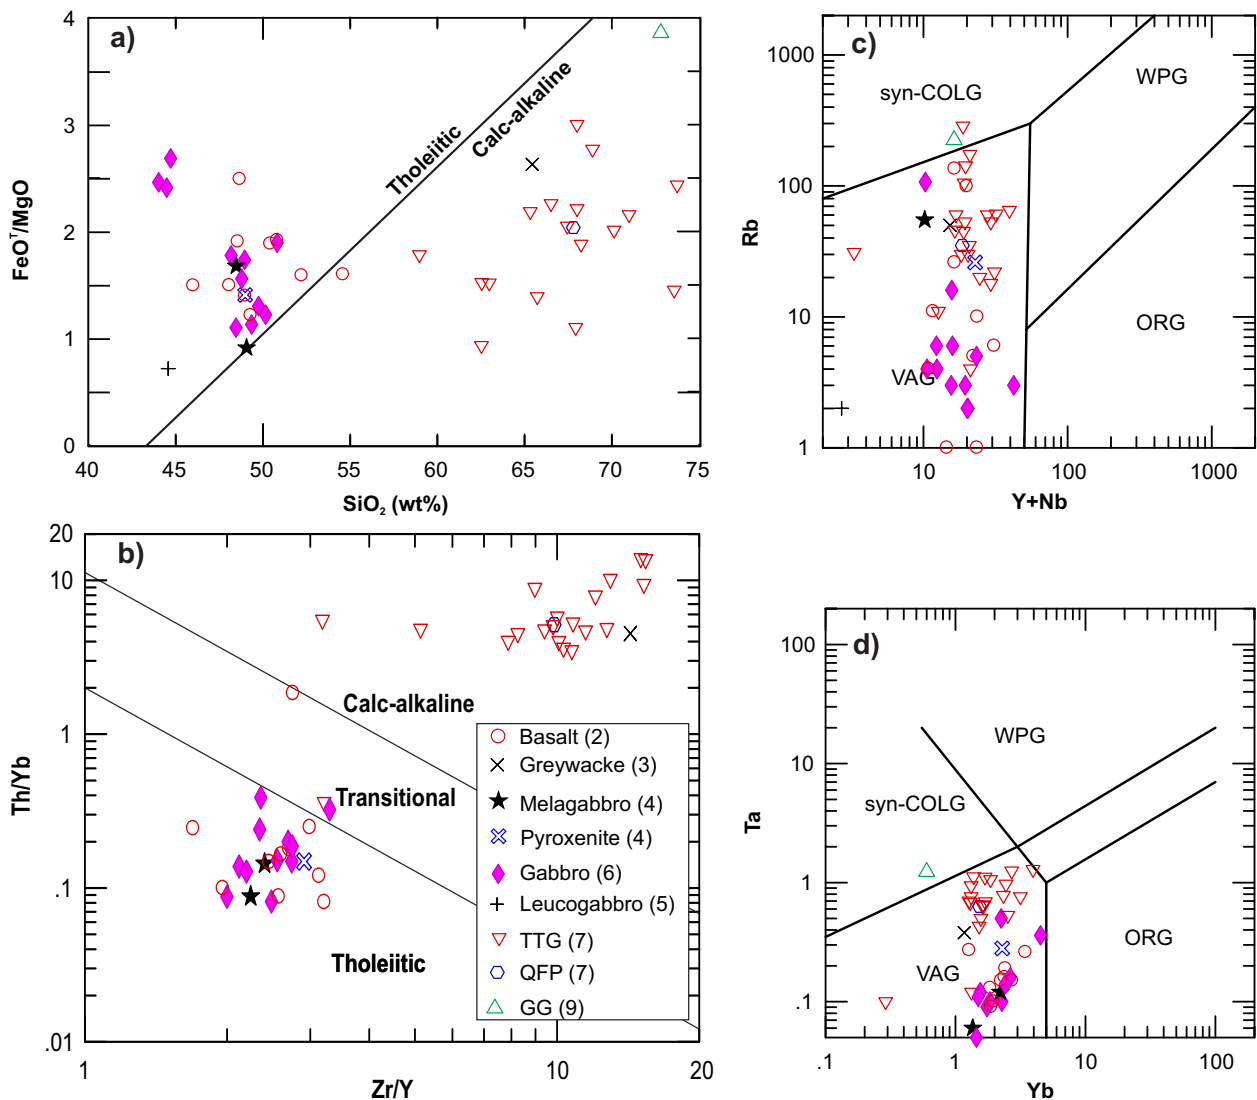 a)
4
3
2
1
0
FeOᵀ/MgO
Tholeiitic
Calc-alkaline
40
45
50
55
60
65
70
75
SiO₂ (wt%)
c)
1000
100
10
1
Rb
syn-COLG
WPG
ORG
VAG
10
100
1000
Y+Nb
b)
20
10
1
.1
.01
Th/Yb
Calc-alkaline
Transitional
Tholeiitic
Basalt (2)
Greywacke (3)
Melagabbro (4)
Pyroxenite (4)
Gabbro (6)
Leucogabbro (5)
TTG (7)
QFP (7)
GG (9)
1
2
10
20
Zr/Y
d)
100
10
1
0.1
Ta
WPG
syn-COLG
VAG
ORG
.1
1
10
100
Yb